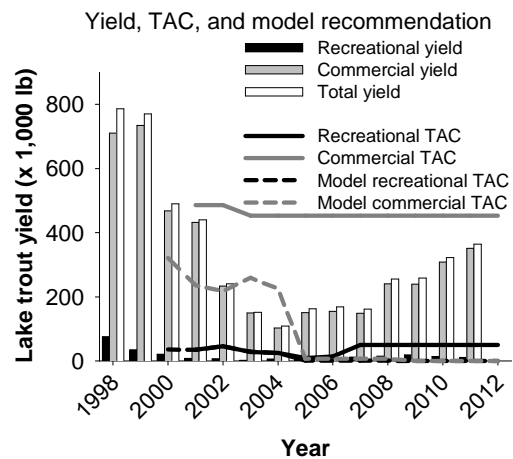 Yield, TAC, and model recommendation
Recreational yield
Commercial yield
Total yield
Recreational TAC
Commercial TAC
Model recreational TAC
Model commercial TAC
Lake trout yield (x 1,000 lb)
800
600
400
200
0
1998
2000
2002
2004
2006
2008
2010
2012
Year